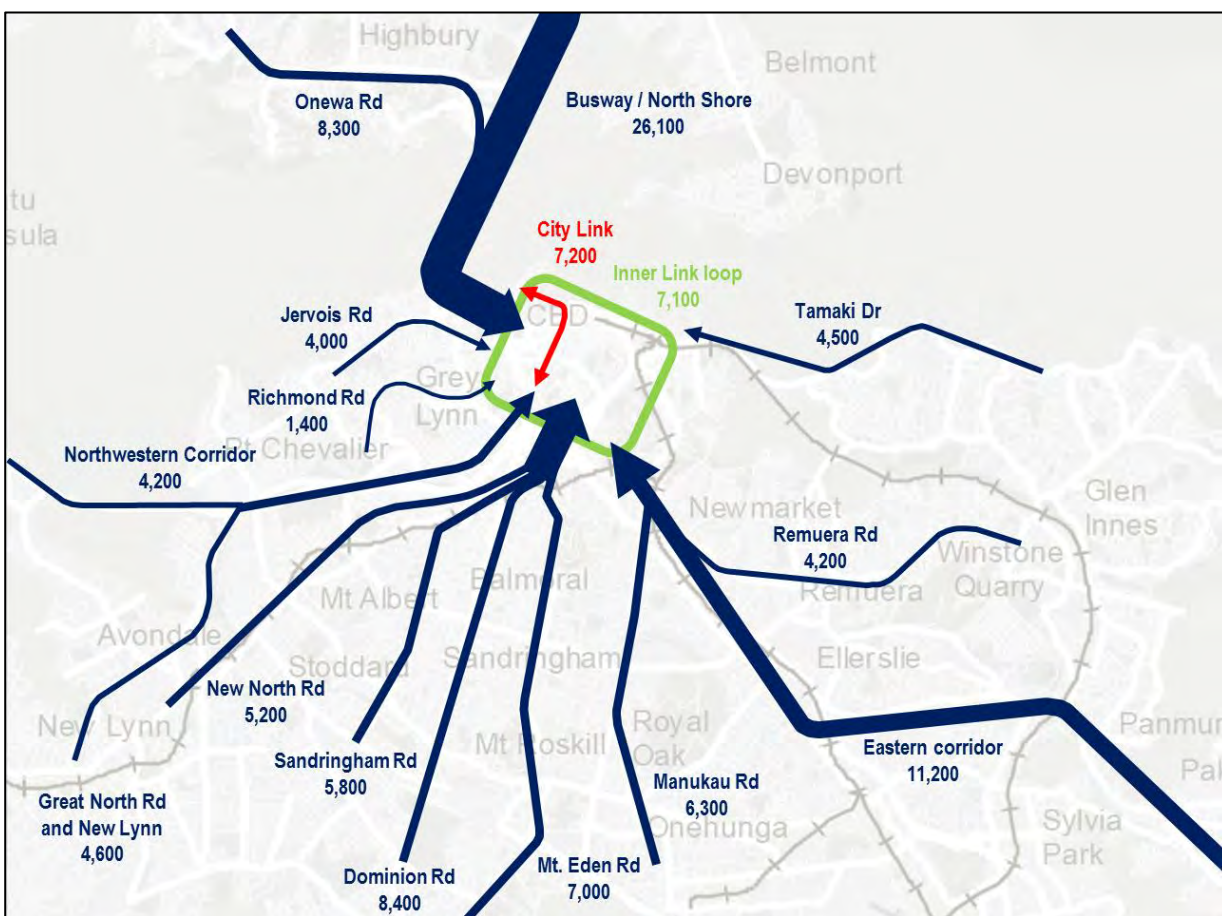 Highbury
Belmont
Onewa Rd
8,300
Busway / North Shore
26,100
Devonport
tu
sula
City Link
7,200
Inner Link loop
7,100
Jervois Rd
4,000
CBD
Tamaki Dr
4,500
Grey
Lynn
Richmond Rd
1,400
Pt Chevalier
Northwestern Corridor
4,200
Glen
Innes
Newmarket
Remuera Rd
4,200
Winstone
Quarry
Balmoral
Mt Albert
Remuera
Avondale
Stoddard
Sandringham
Ellerslie
New North Rd
5,200
New Lynn
Royal
Oak
Panmur
Mt Roskill
Sandringham Rd
5,800
Manukau Rd
6,300
Eastern corridor
11,200
Pak
Great North Rd
and New Lynn
4,600
Onehunga
Sylvia
Park
Dominion Rd
8,400
Mt. Eden Rd
7,000